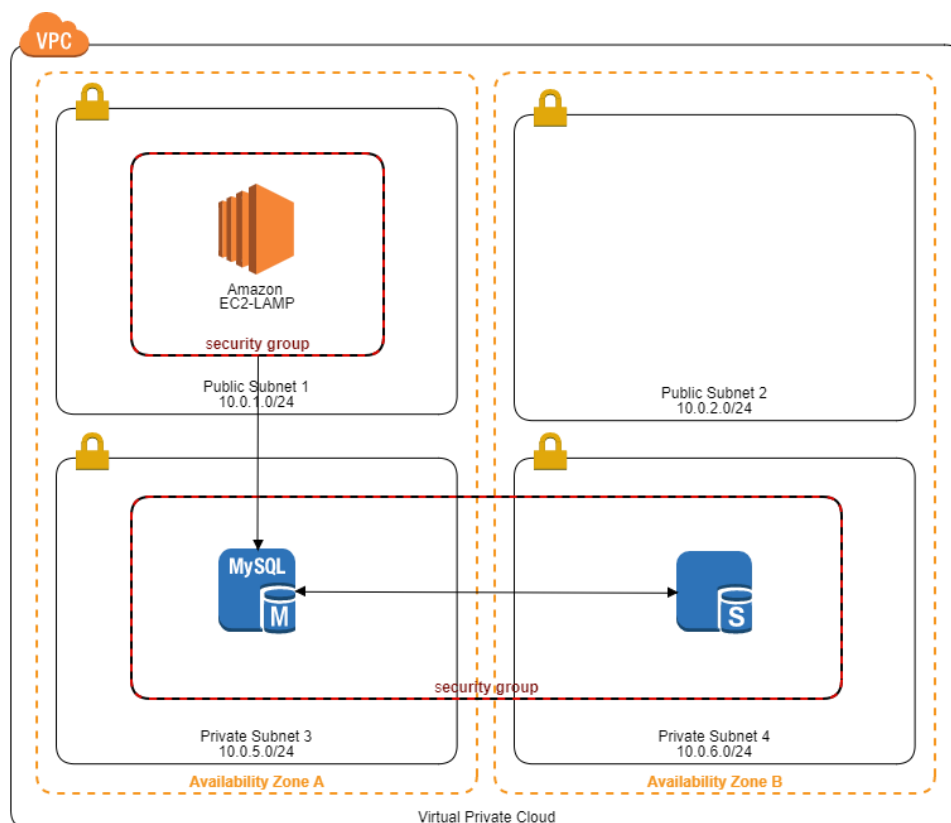 VPC
Amazon
EC2-LAMP
security group
Public Subnet 1
10.0.1.0/24
Public Subnet 2
10.0.2.0/24
MySQL
M
S
security group
Private Subnet 3
10.0.5.0/24
Private Subnet 4
10.0.6.0/24
Availability Zone A
Availability Zone B
Virtual Private Cloud